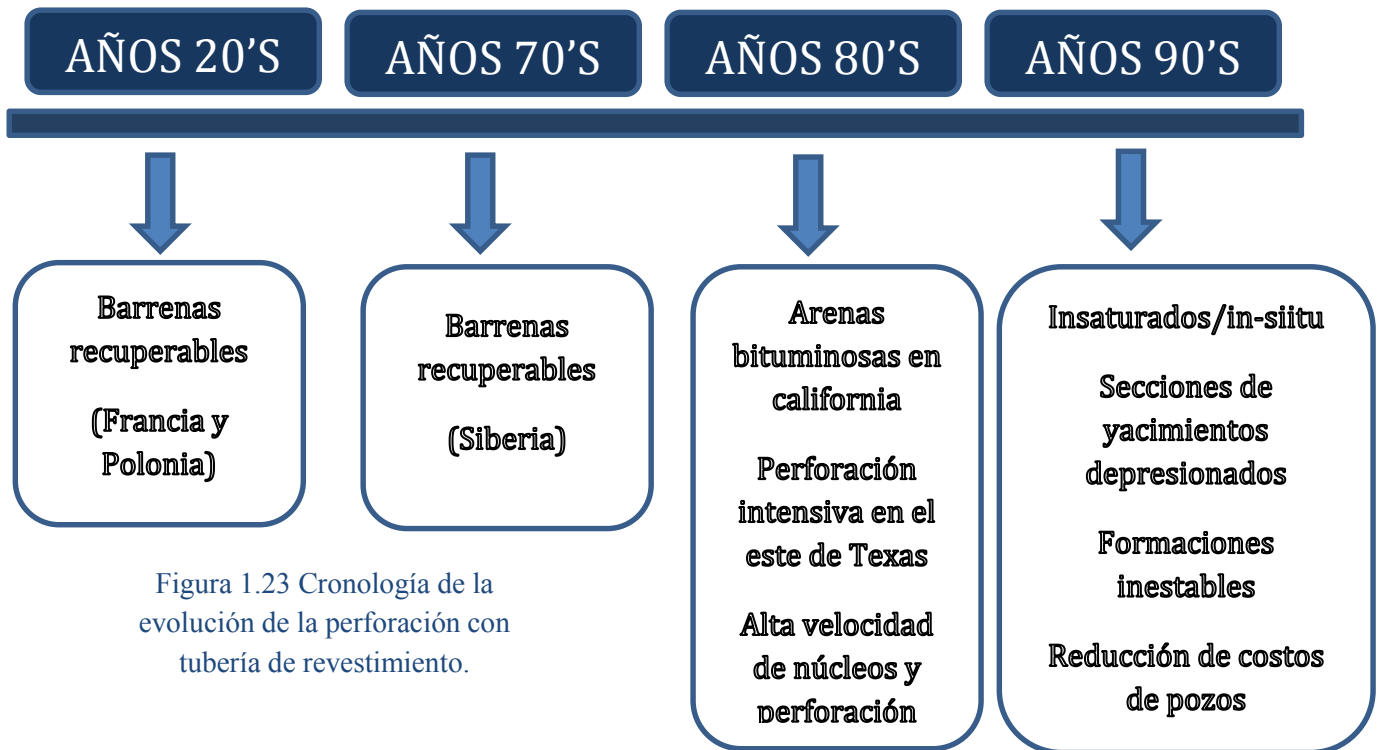 AÑOS 20'S
AÑOS 70'S
AÑOS 80'S
AÑOS 90'S
Barrenas
recuperables
(Francia y
Polonia)
Barrenas
recuperables
(Siberia)
Arenas
bituminosas en
california
Perforación
intensiva en el
este de Texas
Alta velocidad
de núcleos y
perforación
Insaturados/in-siitu
Secciones de
yacimientos
depresionados
Formaciones
inestables
Reducción de costos
de pozos
Figura 1.23 Cronología de la
evolución de la perforación con
tubería de revestimiento.